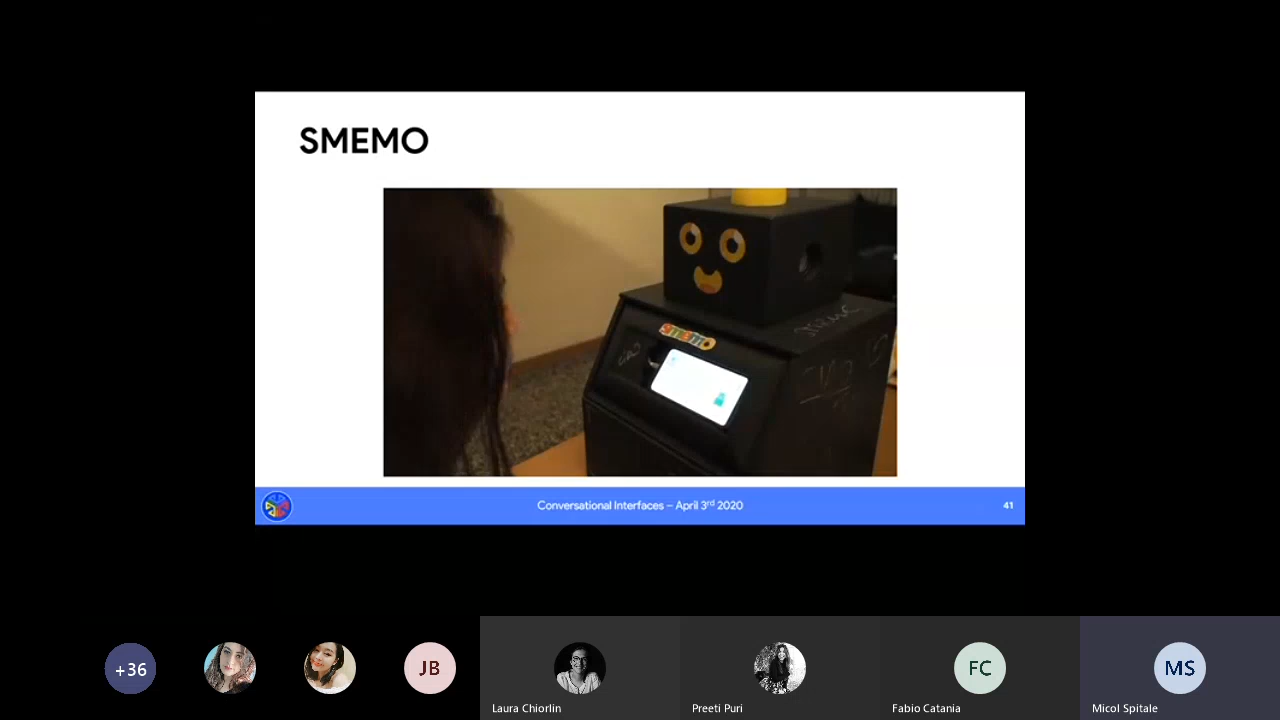 SMEMO
smemo
Conversational Interfaces – April 3rd 2020
41
+36
JB
FC
MS
Laura Chiorlin
Preeti Puri
Fabio Catania
Micol Spitale